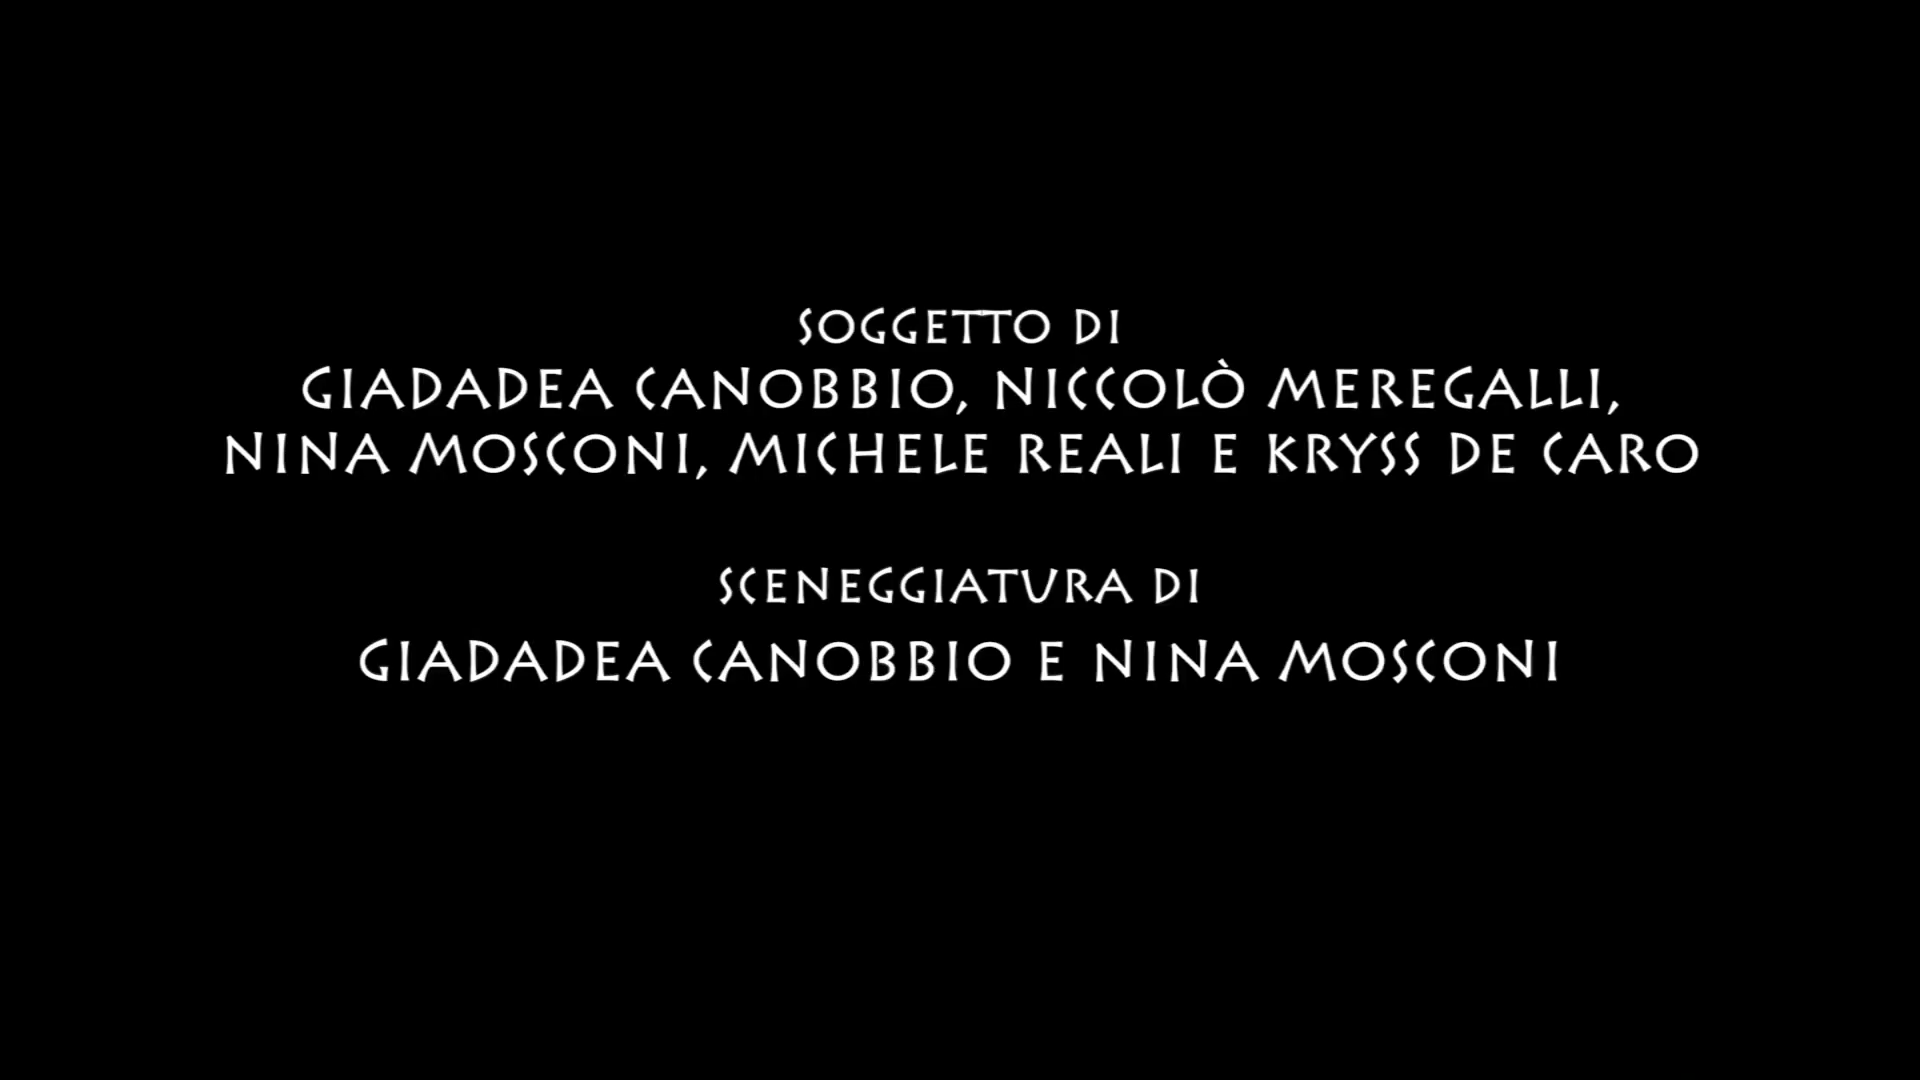 SOGGETTO DI
GIADADEA CANOBBIO, NICCOLÒ MEREGALLI,
NINA MOSCONI, MICHELE REALI E KRYSS DE CARO
SCENEGGIATURA DI
GIADADEA CANOBBIO E NINA MOSCONI